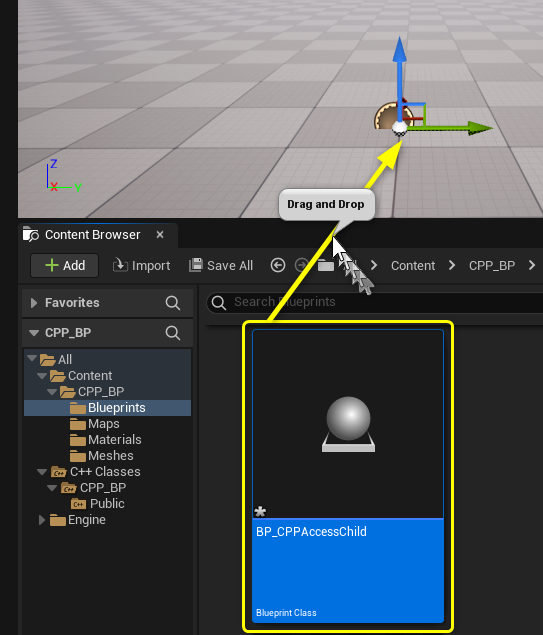 Z
X Y
Drag and Drop
Content Browser
+ Add Import Save All Content CPP_BP
Favorites
Search Blueprints
CPP_BP
All
Content
CPP_BP
Blueprints
Maps
Materials
Meshes
C++ Classes
CPP_BP
Public
Engine
BP_CPPAccessChild
Blueprint Class